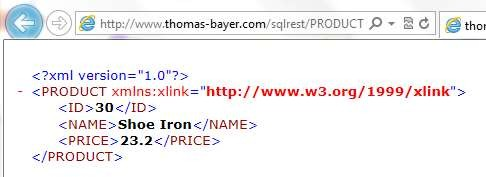 http://www.thomas-bayer.com/sqlrest/PRODUCT
tho
<?xml version="1.0"?>
- <PRODUCT xmlns:xlink="http://www.w3.org/1999/xlink">
<ID>30</ID>
<NAME>Shoe Iron</NAME>
<PRICE>23.2</PRICE>
</PRODUCT>